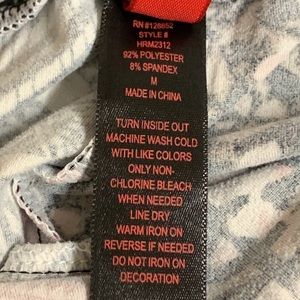 RN #128652
STYLE #
HRM2312
92% POLYESTER
8% SPANDEX
M
MADE IN CHINA
TURN INSIDE OUT
MACHINE WASH COLD
WITH LIKE COLORS
ONLY NON-
CHLORINE BLEACH
WHEN NEEDED
LINE DRY
WARM IRON ON
REVERSE IF NEEDED
DO NOT IRON ON
DECORATION